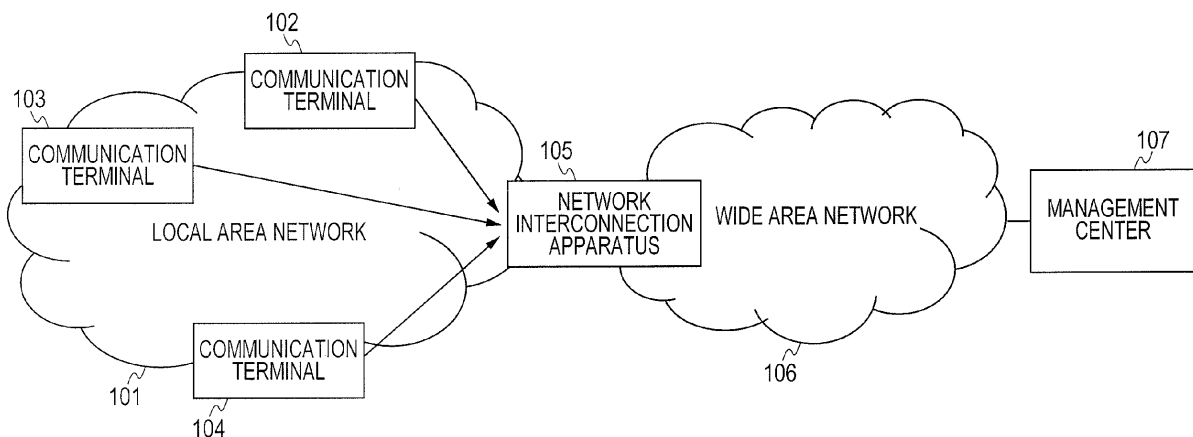 102
COMMUNICATION
TERMINAL
103
COMMUNICATION
TERMINAL
LOCAL AREA NETWORK
105
NETWORK
INTERCONNECTION
APPARATUS
WIDE AREA NETWORK
107
MANAGEMENT
CENTER
COMMUNICATION
TERMINAL
101
104
106